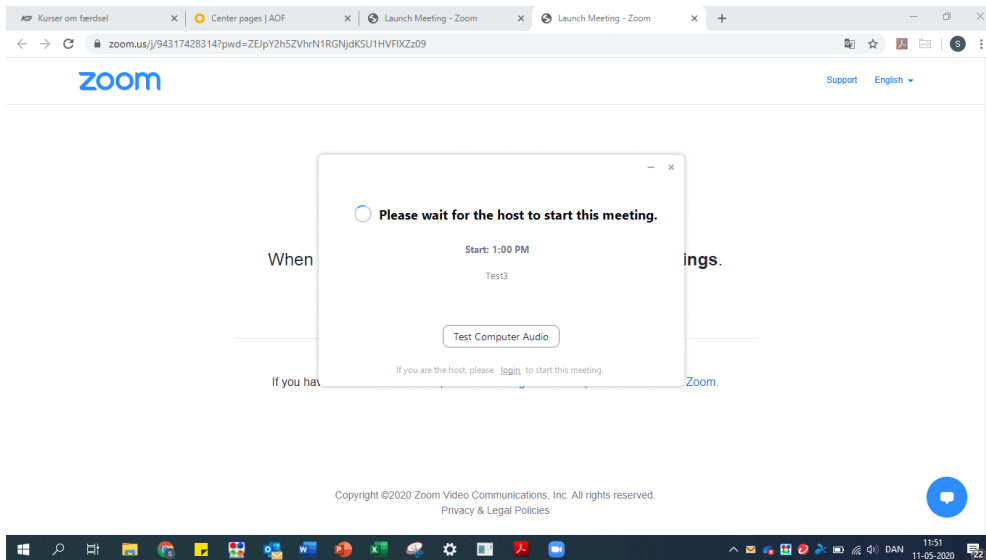 Kurser om færdsel
Center pages | AOF
Launch Meeting - Zoom
Launch Meeting - Zoom
zoom.us/j/94317428314?pwd=ZEJpY2h5ZVhrN1RGNjdKSU1HVFlXZz09
S
zoom
Support
English
Please wait for the host to start this meeting.
Start: 1:00 PM
When
ings.
Test3
Test Computer Audio
If you are the host, please login to start this meeting.
If you hav
Zoom.
Copyright ©2020 Zoom Video Communications, Inc. All rights reserved.
Privacy & Legal Policies
DAN
11:51
11-05-2020
22